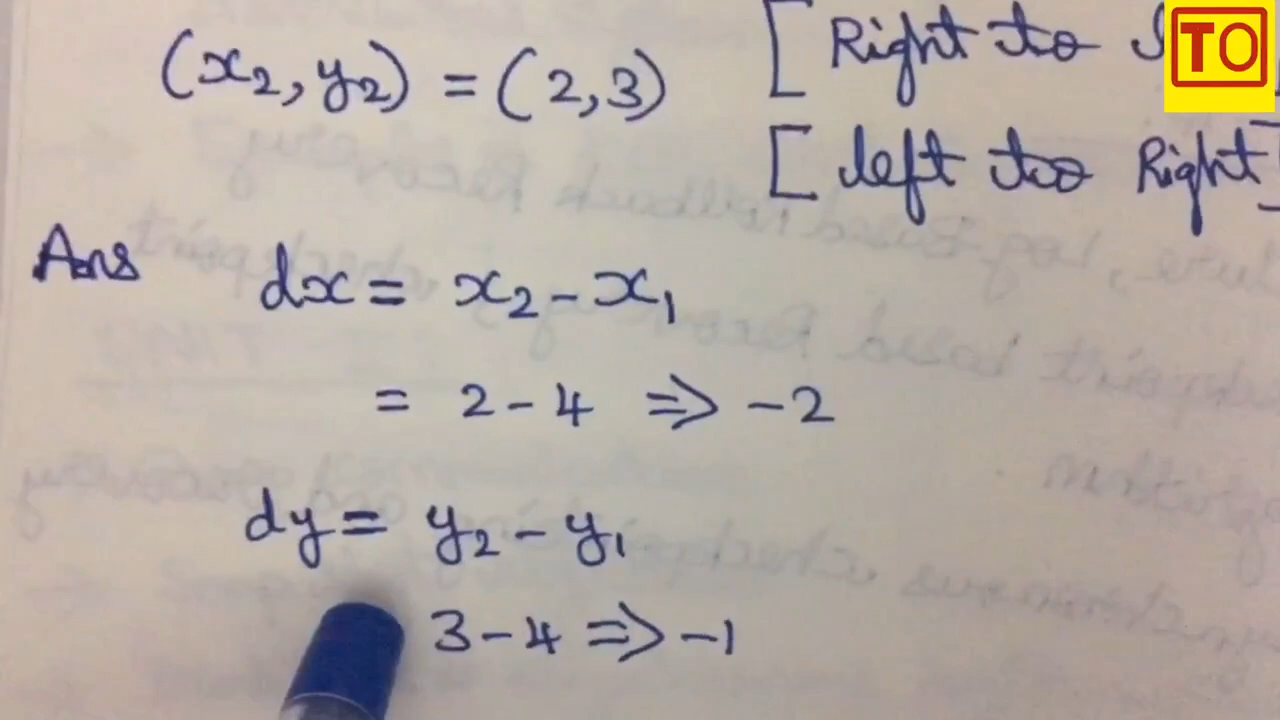 (x₂, y₂) = (2,3) [Right to
TO
[left to Right]
Ans dx = x₂ - x₁
= 2 - 4 => -2
dy = y₂ - y₁
3 - 4 => -1